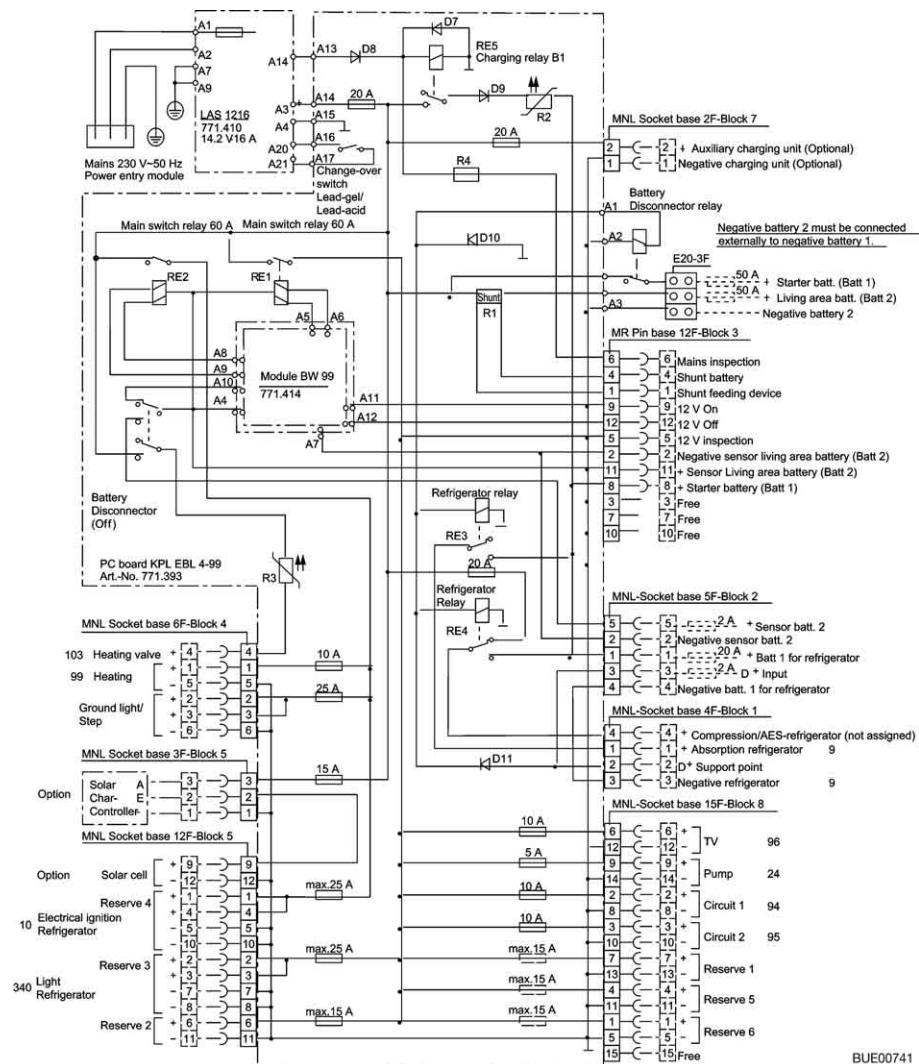 A1
A2
A7
A9
A14
A3 +
A4
A20
A21
LAS 1216
771.410
14.2 V16 A
Mains 230 V~50 Hz
Power entry module
A13
D8
D7
RE5
Charging relay B1
A14
20 A
D9
R2
A15
A16
A17
Change-over
switch
Lead-gel/
Lead-acid
20 A
R4
MNL Socket base 2F-Block 7
2 2 + Auxiliary charging unit (Optional)
1 1 Negative charging unit (Optional)
Battery
Disconnector relay
A1
A2
A3
D10
Negative battery 2 must be connected
externally to negative battery 1.
E20-3F
50 A + Starter batt. (Batt 1)
50 A + Living area batt. (Batt 2)
Negative battery 2
Shunt
R1
Main switch relay 60 A
Main switch relay 60 A
RE2
RE1
A5
A6
A8
A9
A10
A4
Module BW 99
771.414
A11
A12
A7
Battery
Disconnector
(Off)
PC board KPL EBL 4-99
Art.-No. 771.393
R3
MR Pin base 12F-Block 3
6 6 Mains inspection
4 4 Shunt battery
1 1 Shunt feeding device
9 9 12 V On
12 12 12 V Off
5 5 12 V inspection
2 2 Negative sensor living area battery (Batt 2)
11 11 + Sensor Living area battery (Batt 2)
8 8 + Starter battery (Batt 1)
3 3 Free
7 7 Free
10 10 Free
Refrigerator relay
RE3
20 A
Refrigerator
Relay
RE4
MNL-Socket base 5F-Block 2
5 5 2 A + Sensor batt. 2
2 2 Negative sensor batt. 2
1 1 20 A + Batt 1 for refrigerator
3 3 2 A D+ Input
4 4 Negative batt. 1 for refrigerator
MNL-Socket base 4F-Block 1
4 4 + Compression/AES-refrigerator (not assigned)
1 1 + Absorption refrigerator 9
2 2 D+ Support point
3 3 Negative refrigerator 9
D11
MNL Socket base 6F-Block 4
103 Heating valve + 4 4
99 Heating + 1 1 10 A
- 5 5
Ground light/
Step
+ 2 2 25 A
+ 3 3
- 6 6
MNL Socket base 3F-Block 5
Option
Solar A
Char- E
Controller-
3 3 15 A
2 2
1 1
MNL Socket base 12F-Block 5
Option Solar cell + 9 9
- 12 12
Reserve 4 + 1 1 max.25 A
+ 4 4
10 Electrical ignition
Refrigerator
- 5 5
- 10 10
Reserve 3 + 2 2 max.25 A
+ 3 3
340 Light
Refrigerator
- 7 7
- 8 8
Reserve 2 + 6 6 max.15 A
- 11 11
MNL-Socket base 15F-Block 8
10 A 6 6 + TV 96
12 12 -
5 A 9 9 + Pump 24
14 14 -
10 A 2 2 + Circuit 1 94
8 8 -
10 A 3 3 + Circuit 2 95
10 10 -
max.15 A 7 7 + Reserve 1
13 13 -
max.15 A 4 4 + Reserve 5
11 11 -
max.15 A 1 1 + Reserve 6
5 5 -
15 15 Free
BUE00741